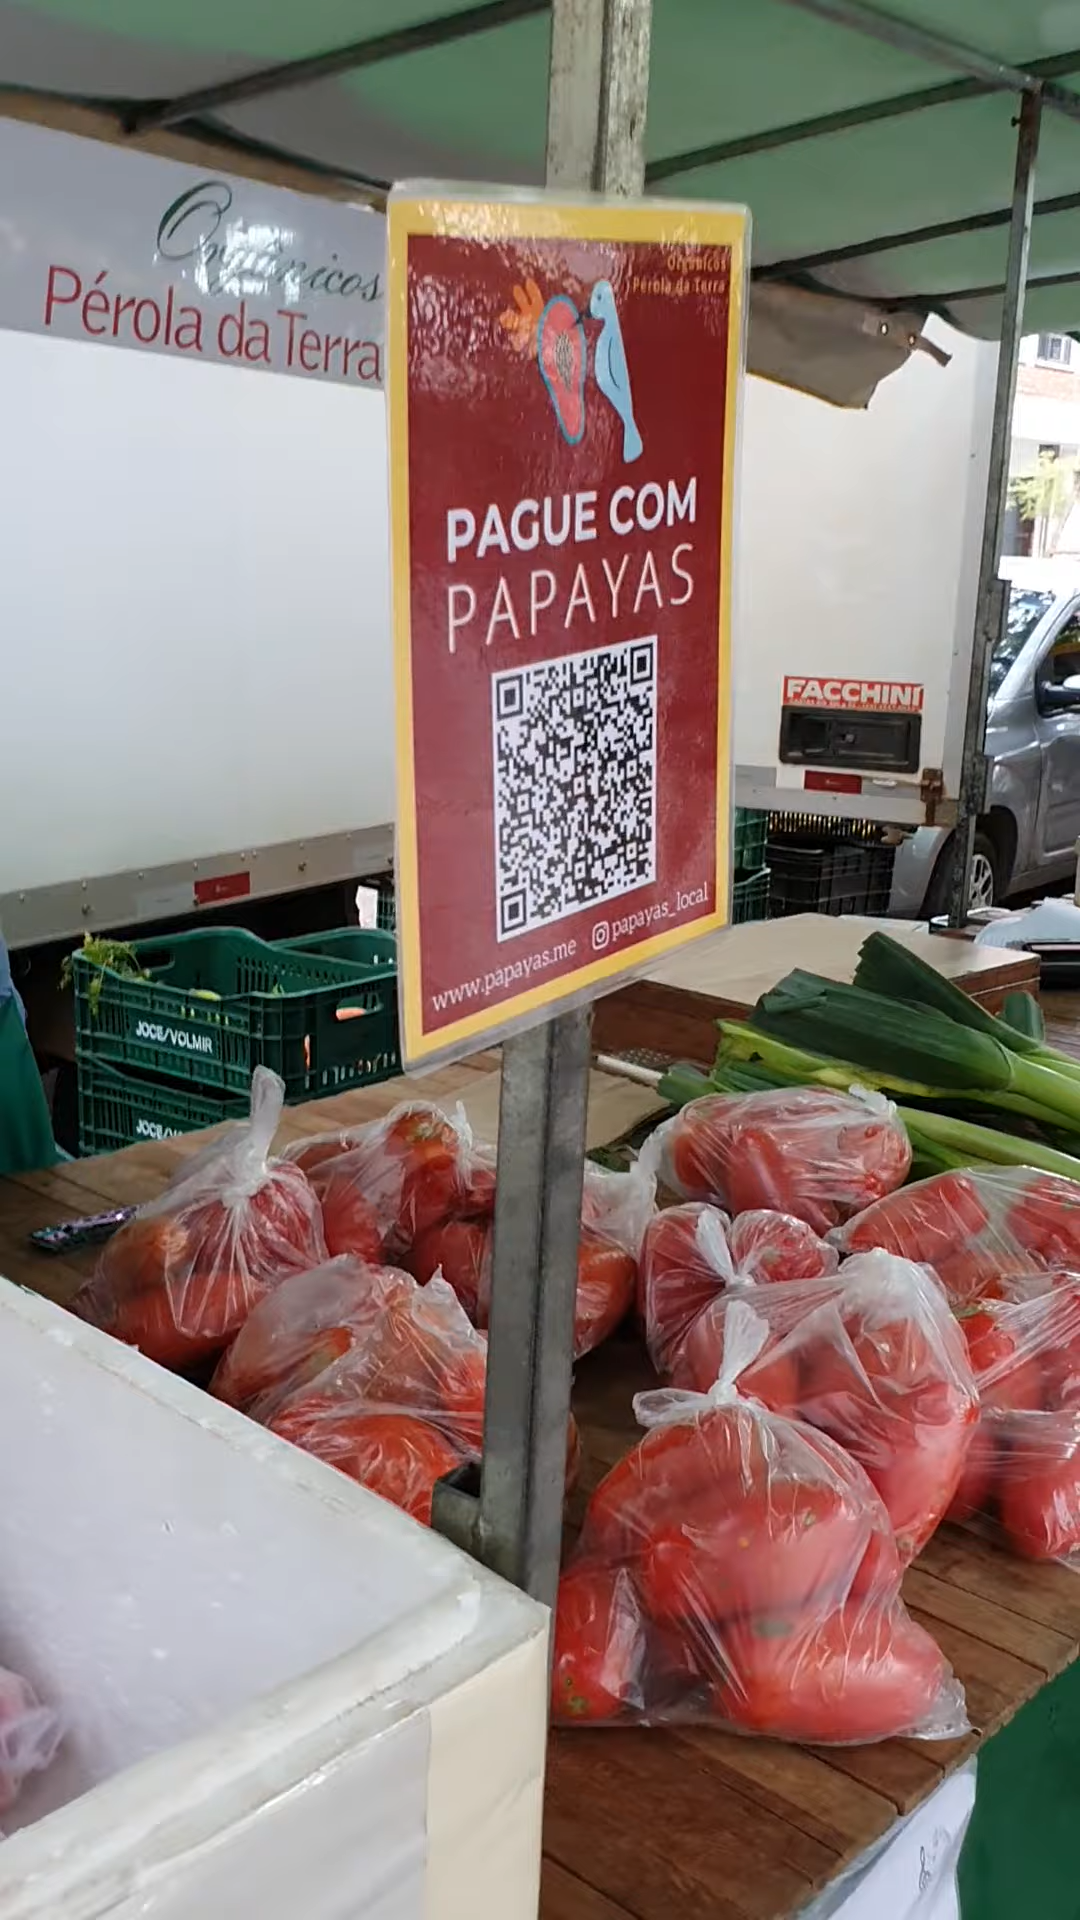 Orgânicos
Pérola da Terra
Orgânicos
Pérola da Terra
PAGUE COM
PAPAYAS
www.papayas.me papayas_local
FACCHINI
JOCE/VOLMIR